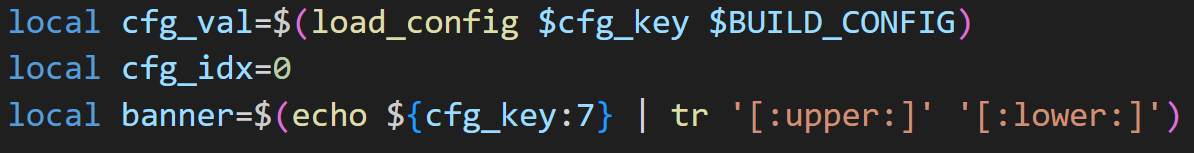 local cfg_val=$(load_config $cfg_key $BUILD_CONFIG)
local cfg_idx=0
local banner=$(echo ${cfg_key:7} | tr '[:upper:]' '[:lower:]')